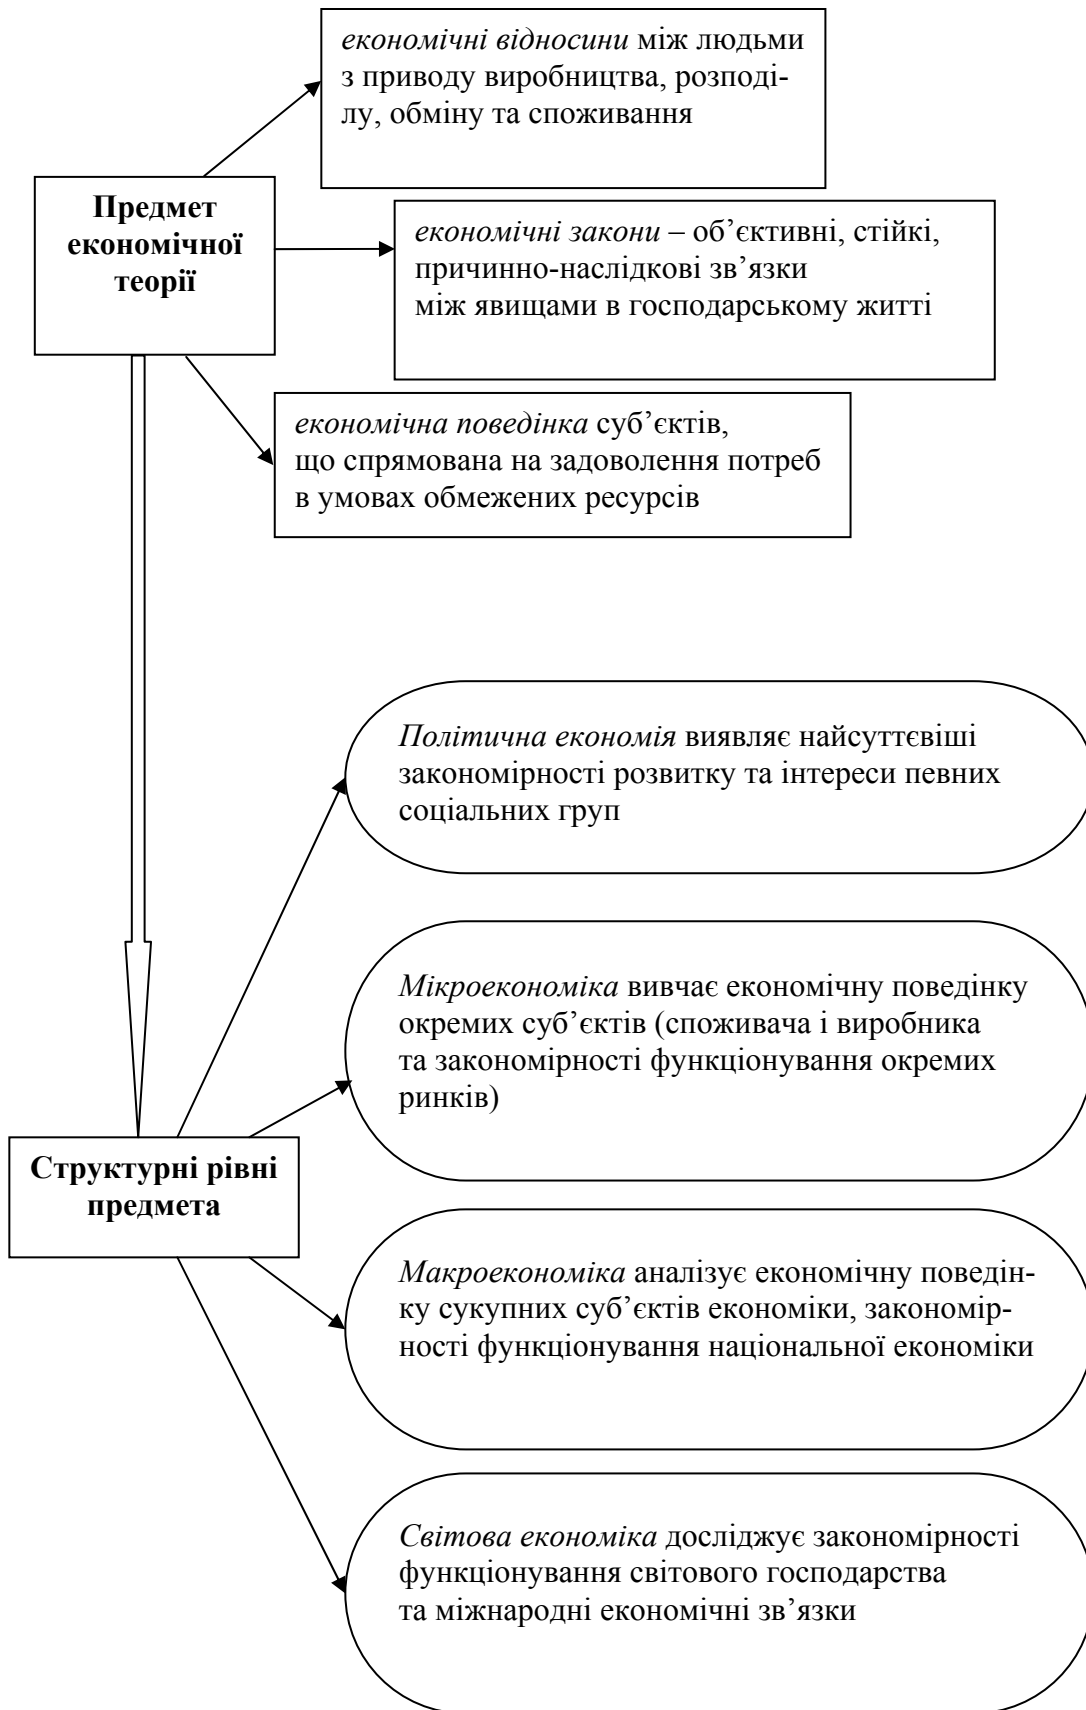 економічні відносини між людьми
з приводу виробництва, розподі-
лу, обміну та споживання
Предмет
економічної
теорії
економічні закони – об’єктивні, стійкі,
причинно-наслідкові зв’язки
між явищами в господарському житті
економічна поведінка суб’єктів,
що спрямована на задоволення потреб
в умовах обмежених ресурсів
Політична економія виявляє найсуттєвіші
закономірності розвитку та інтереси певних
соціальних груп
Мікроекономіка вивчає економічну поведінку
окремих суб’єктів (споживача і виробника
та закономірності функціонування окремих
ринків)
Структурні рівні
предмета
Макроекономіка аналізує економічну поведін-
ку сукупних суб’єктів економіки, закономір-
ності функціонування національної економіки
Світова економіка досліджує закономірності
функціонування світового господарства
та міжнародні економічні зв’язки